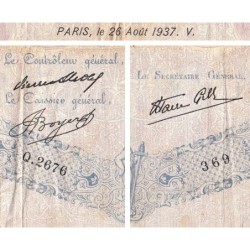 PARIS, le 26 Août 1937. V.
Le Contrôleur général,
Le Caissier général,
Q.2676
Le Secrétaire Général,
369